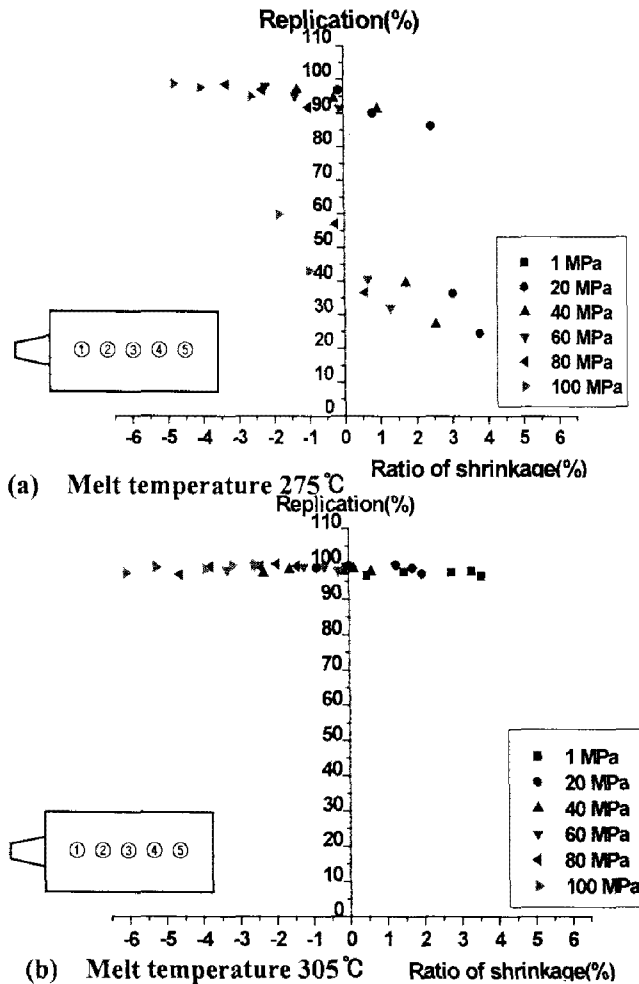 Replication(%)
110
100
90
80
70
60
50
40
30
20
10
0
1 MPa
20 MPa
40 MPa
60 MPa
80 MPa
100 MPa
① ② ③ ④ ⑤
-6 -5 -4 -3 -2 -1 0 1 2 3 4 5 6
Ratio of shrinkage(%)
(a) Melt temperature 275℃
Replication(%)
110
100
90
80
70
60
50
40
30
20
10
0
1 MPa
20 MPa
40 MPa
60 MPa
80 MPa
100 MPa
① ② ③ ④ ⑤
-6 -5 -4 -3 -2 -1 0 1 2 3 4 5 6
(b) Melt temperature 305℃ Ratio of shrinkage(%)